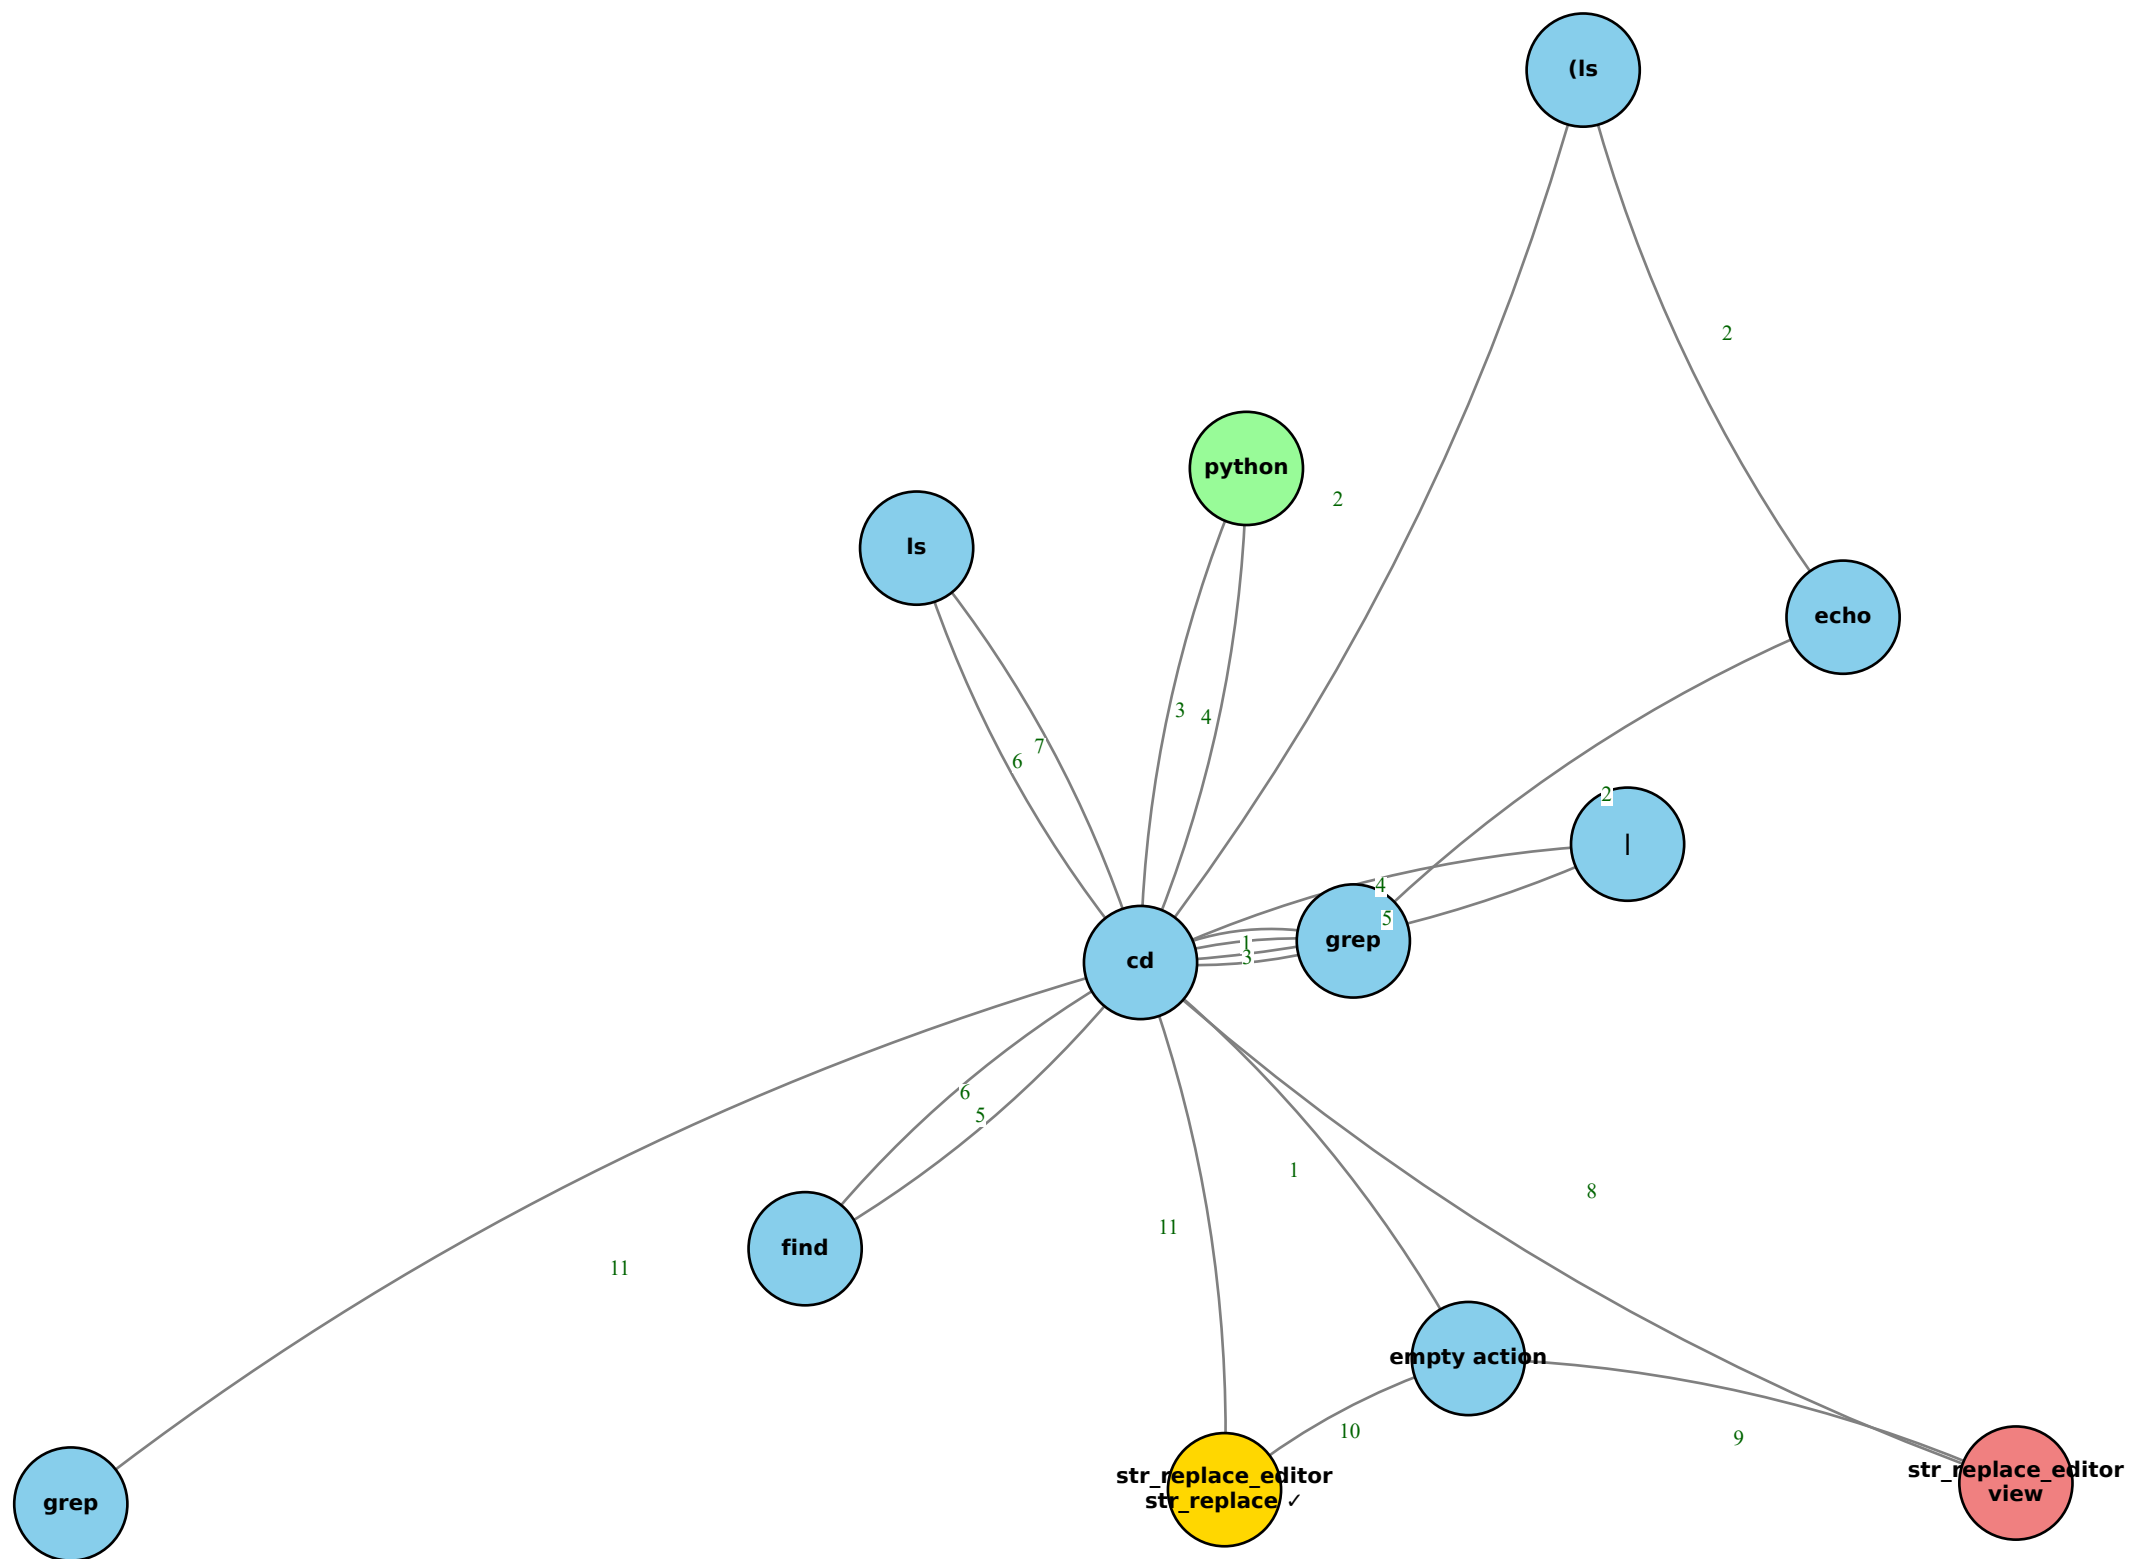 (ls
2
python
2
ls
echo
3
4
7
6
2
|
4
5
grep
1
3
cd
6
5
1
8
11
find
11
empty action
10
9
str_replace_editor
view
str_replace_editor
str_replace ✓
grep